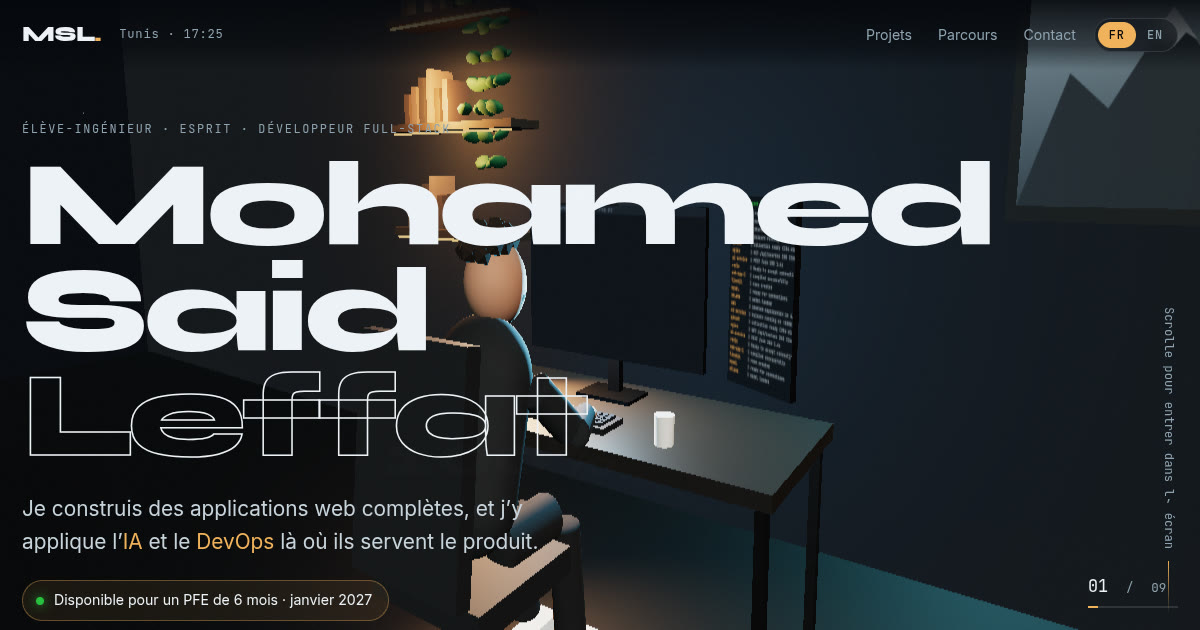 MSL.
Tunis · 17:25
Projets
Parcours
Contact
FR
EN
ÉLÈVE-INGÉNIEUR · ESPRIT · DÉVELOPPEUR FULL-STACK
Mohamed
Said
Leffat
Je construis des applications web complètes, et j’y
applique l’IA et le DevOps là où ils servent le produit.
Disponible pour un PFE de 6 mois · janvier 2027
Scrolle pour entrer dans l' écran
01 / 09